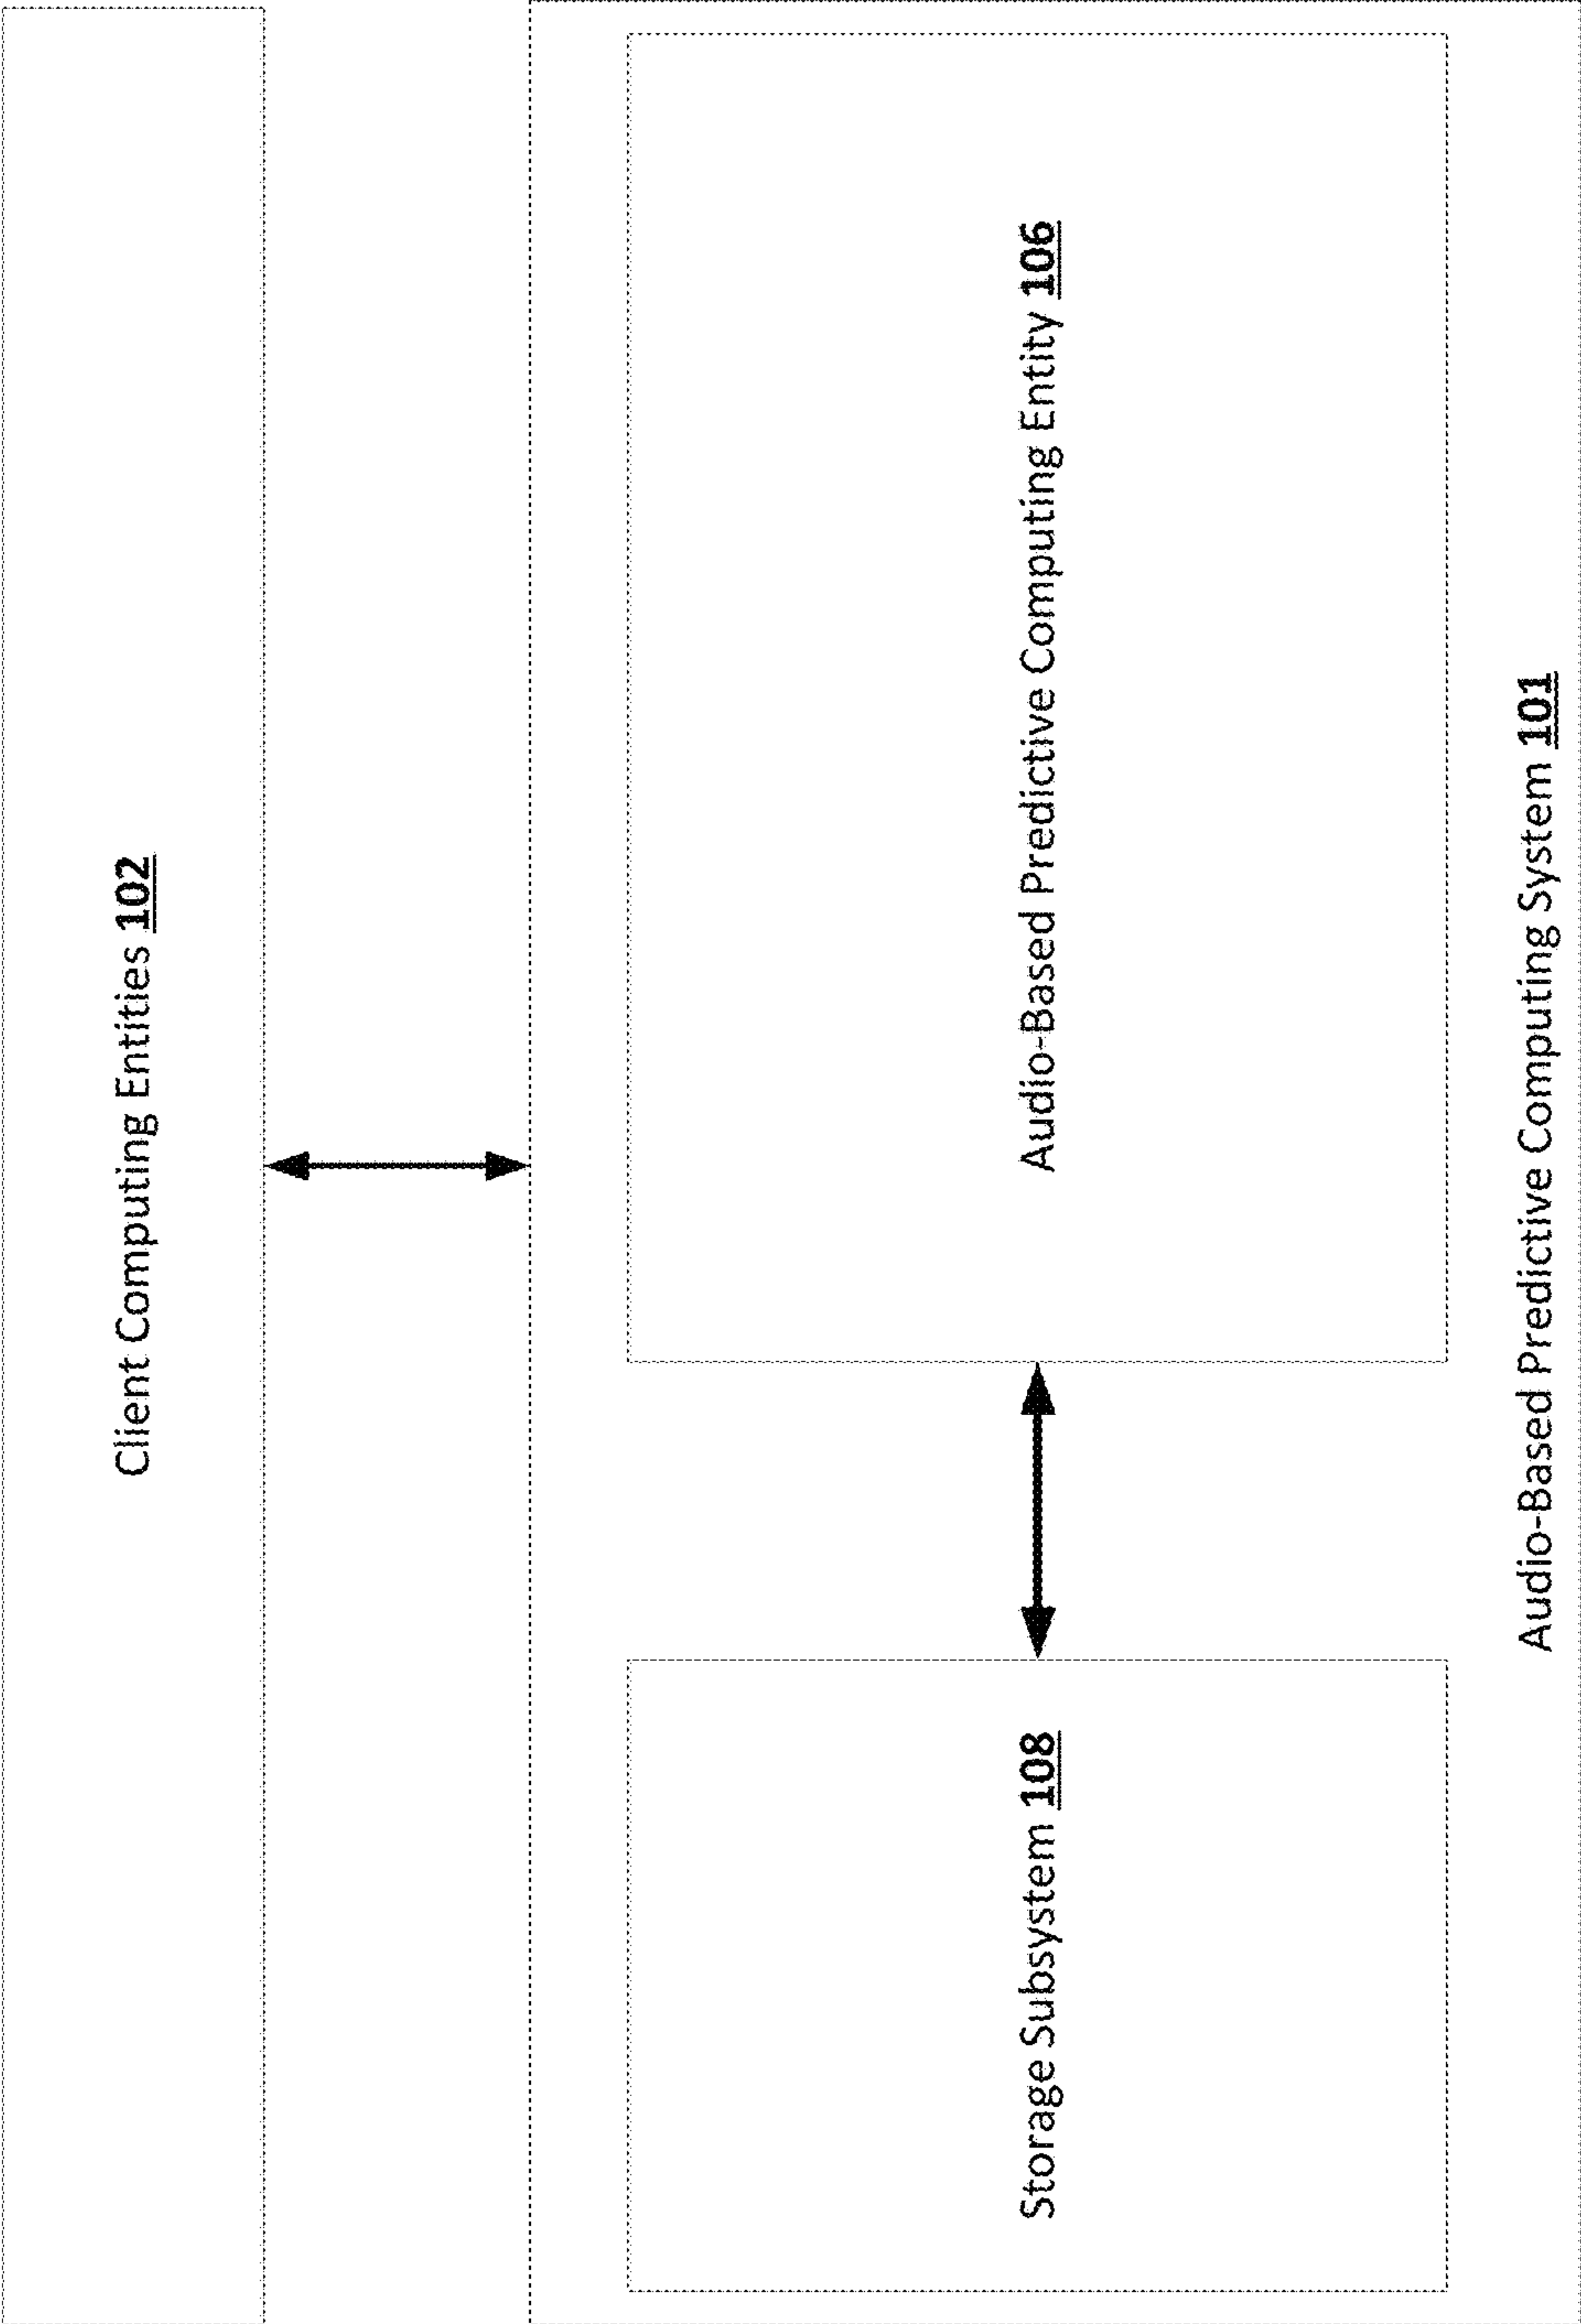 Client Computing Entities 102
Storage Subsystem 108
Audio-Based Predictive Computing Entity 106
Audio-Based Predictive Computing System 101